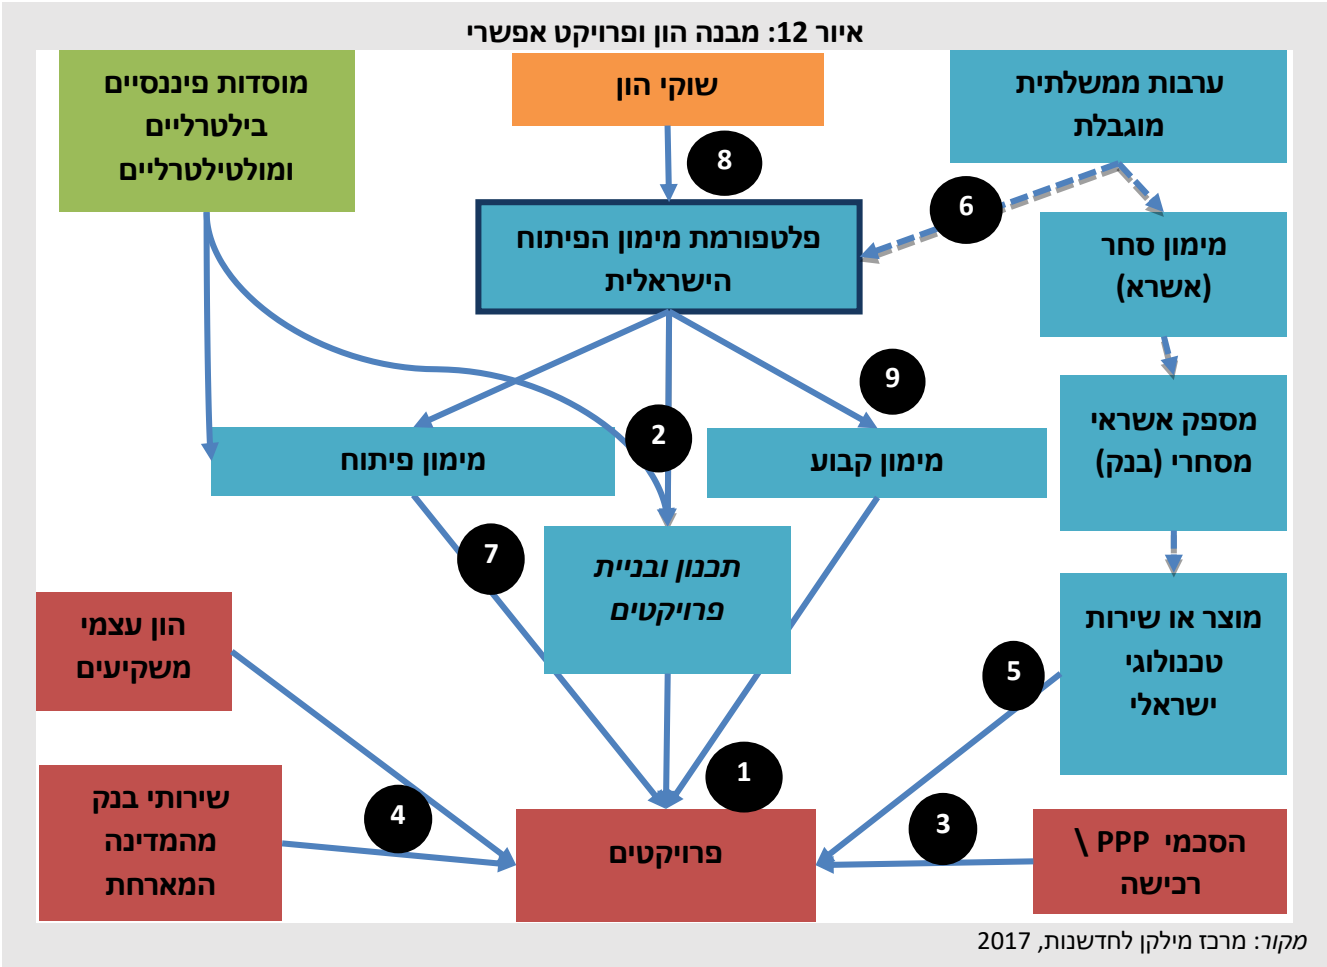 איור 12: מבנה הון ופרויקט אפשרי
ערבות ממשלתית
מוגבלת
שוקי הון
מוסדות פיננסיים
בילטרליים
ומולטילטרליים
8
6
פלטפורמת מימון הפיתוח
הישראלית
מימון סחר
(אשרא)
9
2
מספק אשראי
מסחרי (בנק)
מימון קבוע
מימון פיתוח
7
תכנון ובניית
פרויקטים
מוצר או שירות
טכנולוגי
ישראלי
5
הון עצמי
משקיעים
1
3
4
הסכמי PPP \
רכישה
פרויקטים
שירותי בנק
מהמדינה
המארחת
מקור: מרכז מילקן לחדשנות, 2017